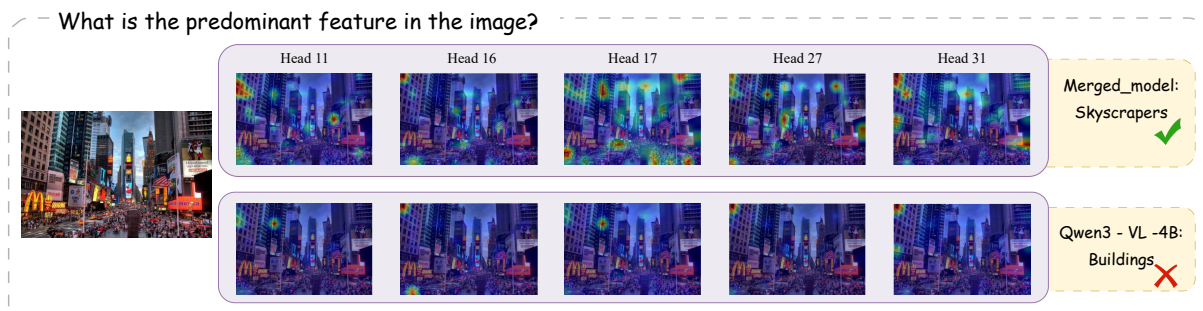 What is the predominant feature in the image?
Head 11
Head 16
Head 17
Head 27
Head 31
Merged_model:
Skyscrapers
Qwen3 - VL -4B:
Buildings